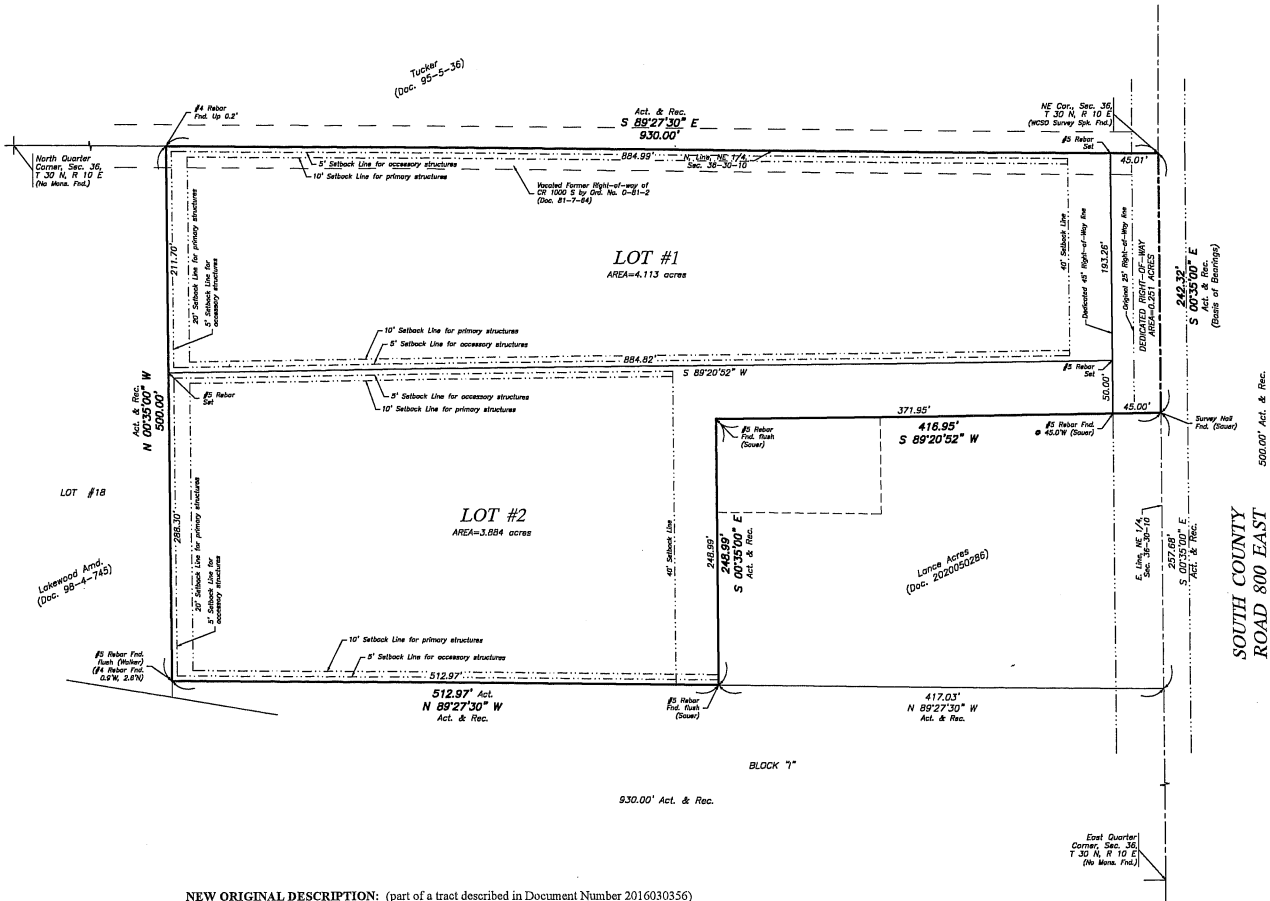 Tucker
(Doc. 95-5-36)
#4 Rebar
Fnd. Up 0.2'
Act. & Rec.
S 89°27'30" E
930.00'
NE Cor., Sec. 36,
T 30 N, R 10 E
(WCSO Survey Spk. Fnd.)
#5 Rebar
Set
North Quarter
Corner, Sec. 36,
T 30 N, R 10 E
(No Mons. Fnd.)
5' Setback Line for accessory structures
10' Setback Line for primary structures
884.99'
N. Line, NE 1/4,
Sec. 36-30-10
45.01'
Vacated Former Right-of-way of
CR 1000 S by Ord. No. 0-81-2
(Doc. 81-7-64)
211.70'
20' Setback Line for primary structures
5' Setback Line for
accessory structures
LOT #1
AREA=4.113 acres
40' Setback Line
Dedicated 45' Right-of-Way line
193.26'
Original 25' Right-of-Way line
DEDICATED RIGHT-OF-WAY
AREA=0.251 ACRES
242.32'
S 00°35'00" E
Act. & Rec.
(Basis of Bearings)
10' Setback Line for primary structures
5' Setback Line for accessory structures
884.82'
S 89°20'52" W
#5 Rebar
Set
#5 Rebar
Set
5' Setback Line for accessory structures
10' Setback Line for primary structures
50.00'
45.00'
Act. & Rec.
N 00°35'00" W
500.00'
371.95'
416.95'
S 89°20'52" W
#5 Rebar
Fnd. flush
(Sauer)
#5 Rebar Fnd.
@ 45.0'W (Sauer)
Survey Nail
Fnd. (Sauer)
500.00' Act. & Rec.
LOT #18
288.30'
20' Setback Line for primary structures
5' Setback Line for
accessory structures
LOT #2
AREA=3.884 acres
40' Setback Line
248.99'
248.99'
S 00°35'00" E
Act. & Rec.
Lance Acres
(Doc. 2020050286)
E. Line, NE 1/4,
Sec. 36-30-10
257.68'
S 00°35'00" E
Act. & Rec.
SOUTH COUNTY
ROAD 800 EAST
Lakewood Amd.
(Doc. 98-4-745)
10' Setback Line for primary structures
5' Setback Line for accessory structures
#5 Rebar Fnd.
flush (Walker)
(#4 Rebar Fnd.
0.9'W, 2.8'N)
512.97'
512.97' Act.
N 89°27'30" W
Act. & Rec.
#5 Rebar
Fnd. flush
(Sauer)
417.03'
N 89°27'30" W
Act. & Rec.
BLOCK "I"
930.00' Act. & Rec.
East Quarter
Corner, Sec. 36,
T 30 N, R 10 E
(No Mons. Fnd.)
NEW ORIGINAL DESCRIPTION: (part of a tract described in Document Number 2016030356)